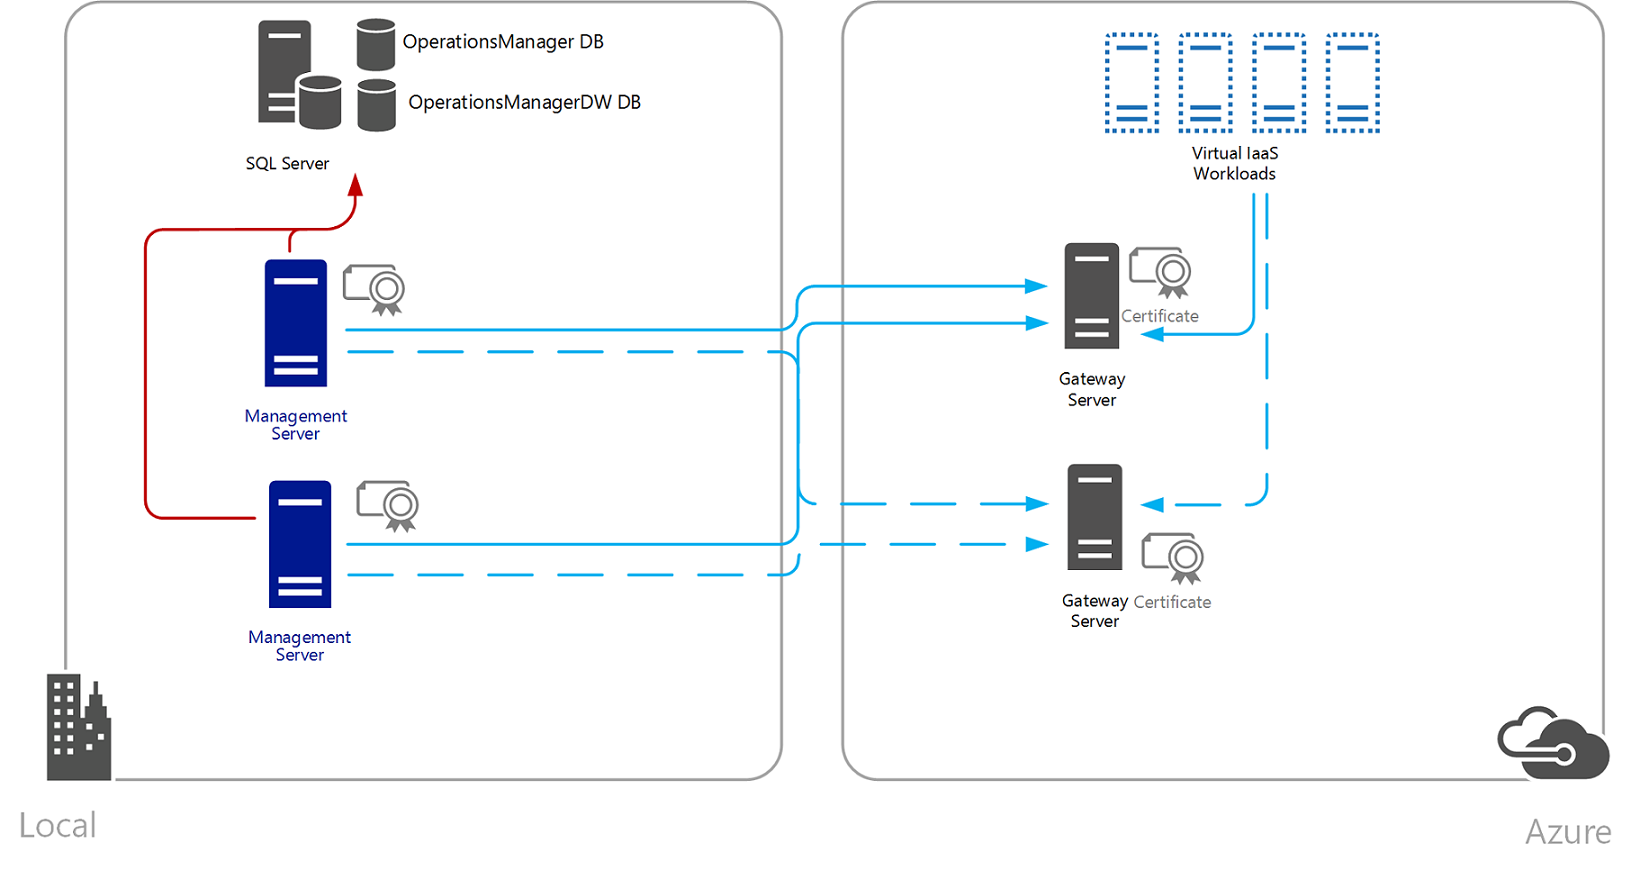 OperationsManager DB
OperationsManagerDW DB
SQL Server
Management
Server
Management
Server
Local
Virtual IaaS
Workloads
Certificate
Gateway
Server
Gateway
Server
Certificate
Azure